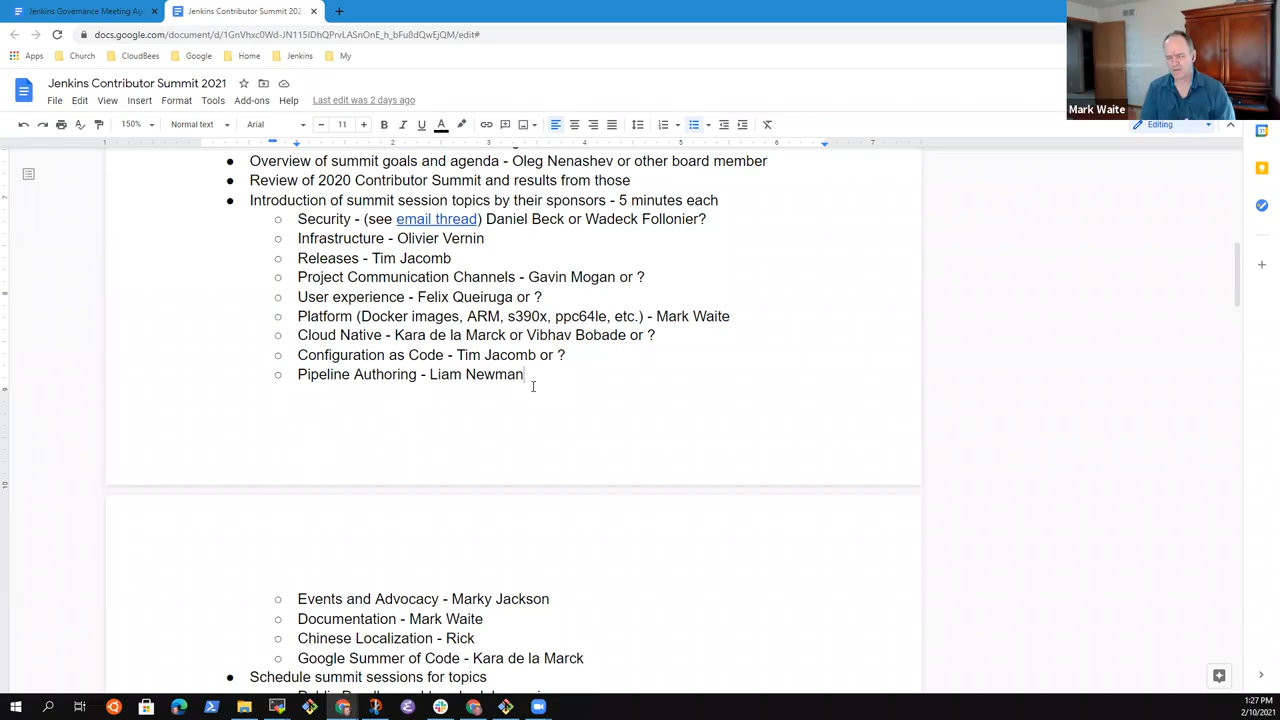 Jenkins Governance Meeting Ag
Jenkins Contributor Summit 202
docs.google.com/document/d/1GnVhxc0Wd-JN115IDhQPrvLASnOnE_h_bFu8dQwEjQM/edit#
Apps Church CloudBees Google Home Jenkins My
Jenkins Contributor Summit 2021
File Edit View Insert Format Tools Add-ons Help Last edit was 2 days ago
Mark Waite
150% Normal text Arial 11 Editing
1 1 2 3 4 5 6 7
Overview of summit goals and agenda - Oleg Nenashev or other board member
Review of 2020 Contributor Summit and results from those
Introduction of summit session topics by their sponsors - 5 minutes each
Security - (see email thread) Daniel Beck or Wadeck Follonier?
Infrastructure - Olivier Vernin
Releases - Tim Jacomb
Project Communication Channels - Gavin Mogan or ?
User experience - Felix Queiruga or ?
Platform (Docker images, ARM, s390x, ppc64le, etc.) - Mark Waite
Cloud Native - Kara de la Marck or Vibhav Bobade or ?
Configuration as Code - Tim Jacomb or ?
Pipeline Authoring - Liam Newman
Events and Advocacy - Marky Jackson
Documentation - Mark Waite
Chinese Localization - Rick
Google Summer of Code - Kara de la Marck
Schedule summit sessions for topics
1:27 PM
2/10/2021